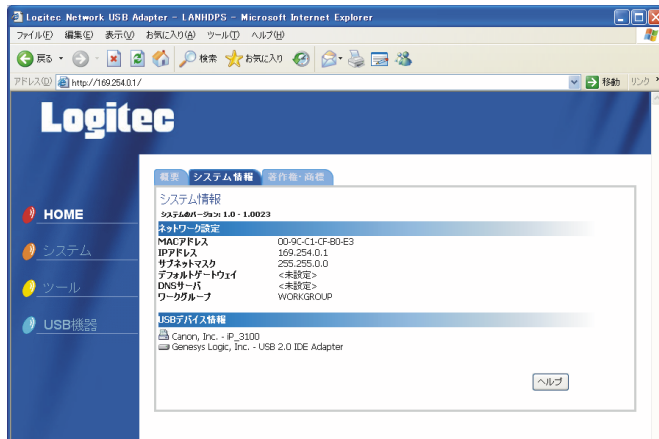 Logitec Network USB Adapter - LANHDPS - Microsoft Internet Explorer
ファイル(F) 編集(E) 表示(V) お気に入り(A) ツール(T) ヘルプ(H)
戻る 検索 お気に入り
アドレス(D) http://169.254.0.1/ 移動 リンク
Logitec
概要 システム情報 著作権・商標
システム情報
システムのバージョン: 1.0 - 1.0023
ネットワーク設定
MACアドレス 00-9C-C1-CF-B0-E3
IPアドレス 169.254.0.1
サブネットマスク 255.255.0.0
デフォルトゲートウェイ <未設定>
DNSサーバ <未設定>
ワークグループ WORKGROUP
USBデバイス情報
Canon, Inc. - iP_3100
Genesys Logic, Inc. - USB 2.0 IDE Adapter
ヘルプ
HOME
システム
ツール
USB機器